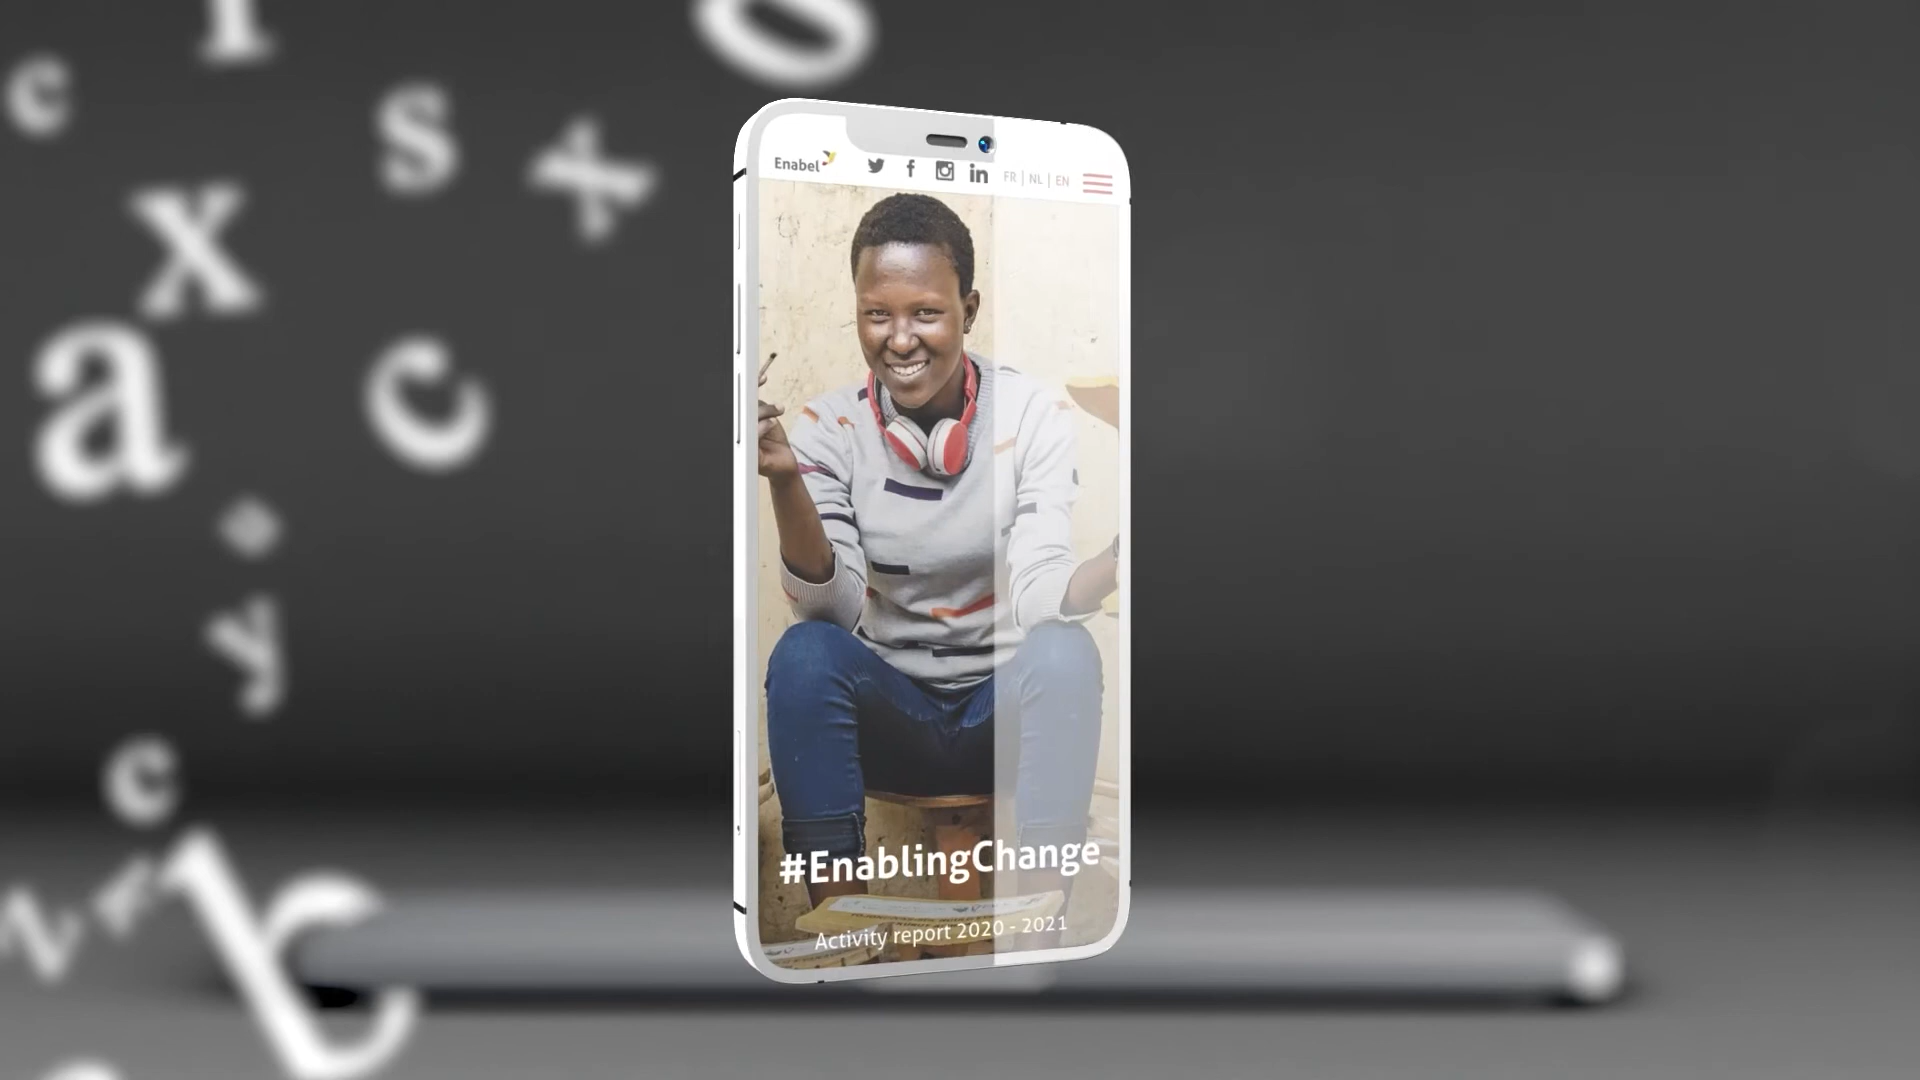 Enabel
FR | NL | EN
#EnablingChange
Activity report 2020 - 2021
I
o
c
s
x
x
a
c
y
c
k